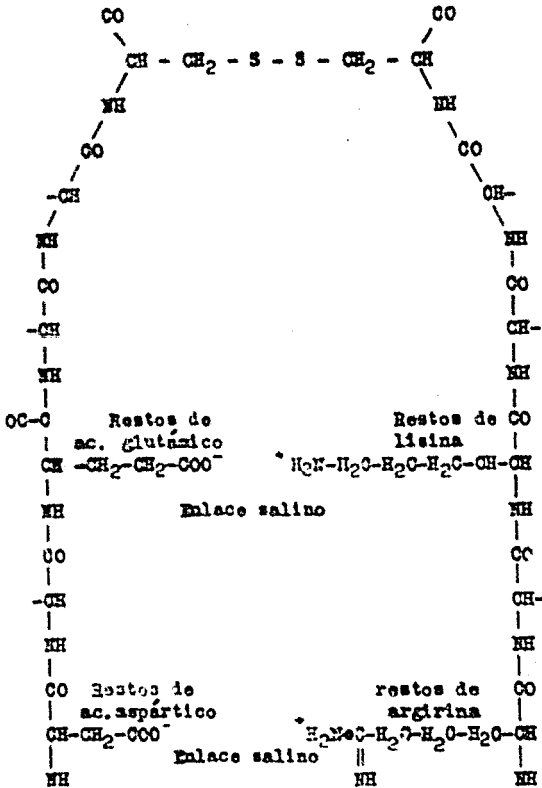 CO CO
CH - CH2 - S - S - CH2 - CH
NH NH
CO CO
-CH CH-
NH NH
CO CO
-CH CH-
NH NH
OC-C Restos de Restos de CO
ac. glutámico lisina
CH -CH2-CH2-COO- + H3N-H2C-H2C-H2C-CH-CH
NH Enlace salino NH
CO CO
-CH CH-
NH NH
CO Restos de restos de CO
ac.aspártico argirina
CH-CH2-COO- + H2N=C-H2C-H2C-H2C-CH
Enlace salino
NH NH NH